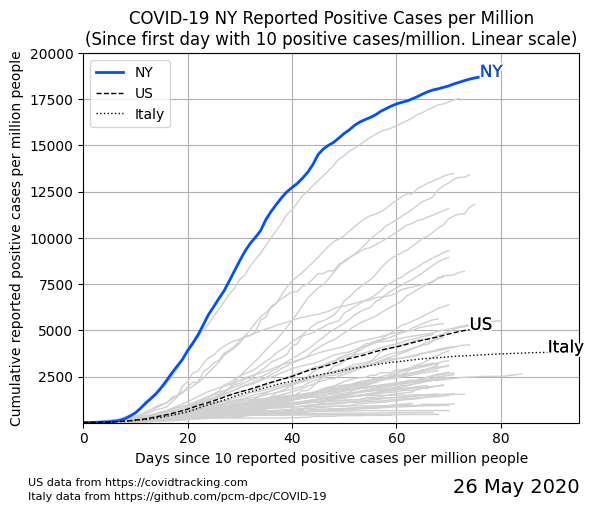 COVID-19 NY Reported Positive Cases per Million
(Since first day with 10 positive cases/million. Linear scale)
Cumulative reported positive cases per million people
20000
17500
15000
12500
10000
7500
5000
2500
NY
US
Italy
NY
US
Italy
0
20
40
60
80
Days since 10 reported positive cases per million people
US data from https://covidtracking.com
Italy data from https://github.com/pcm-dpc/COVID-19
26 May 2020